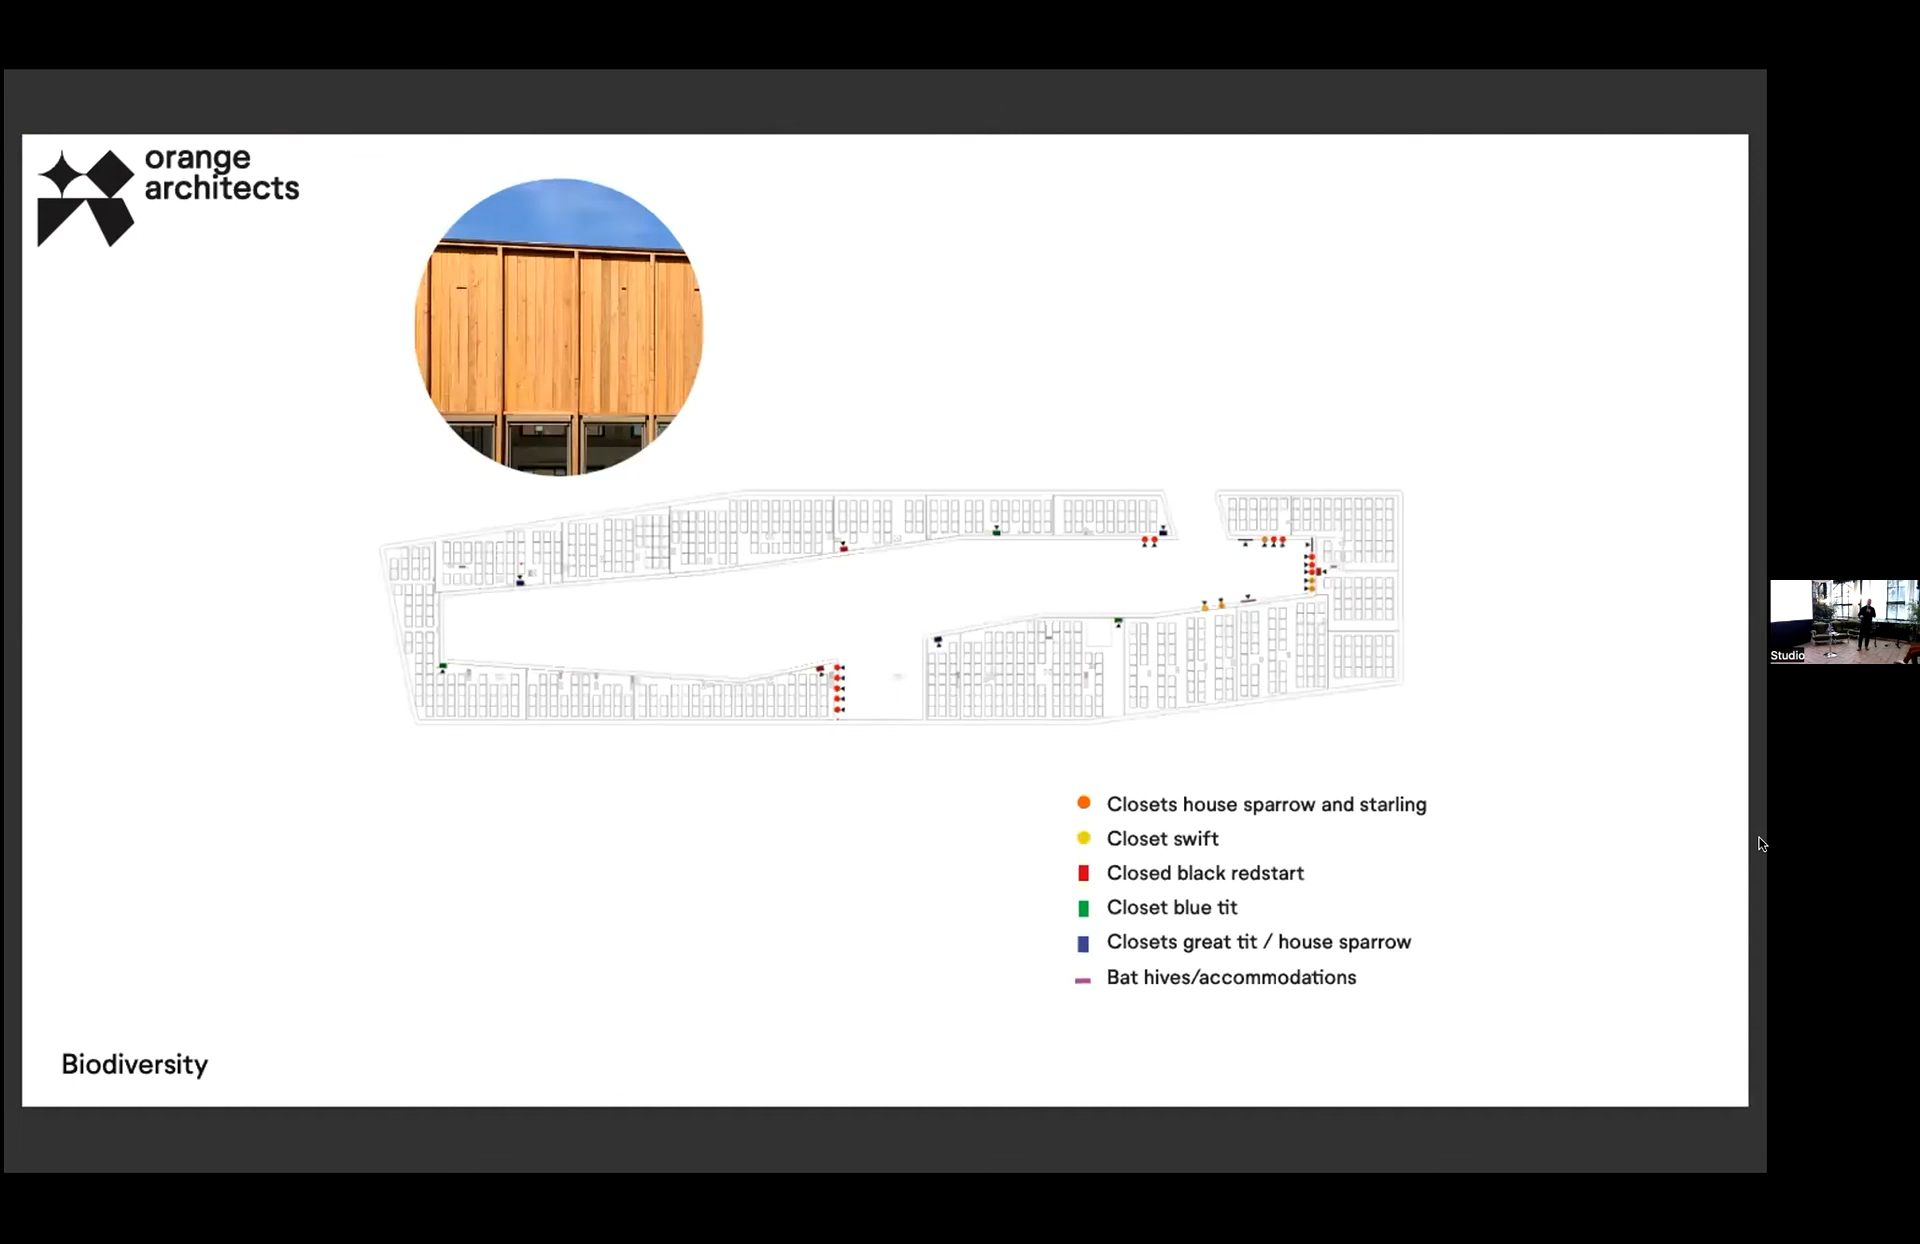 orange
architects
Closets house sparrow and starling
Closet swift
Closed black redstart
Closet blue tit
Closets great tit / house sparrow
Bat hives/accommodations
Studio
Biodiversity